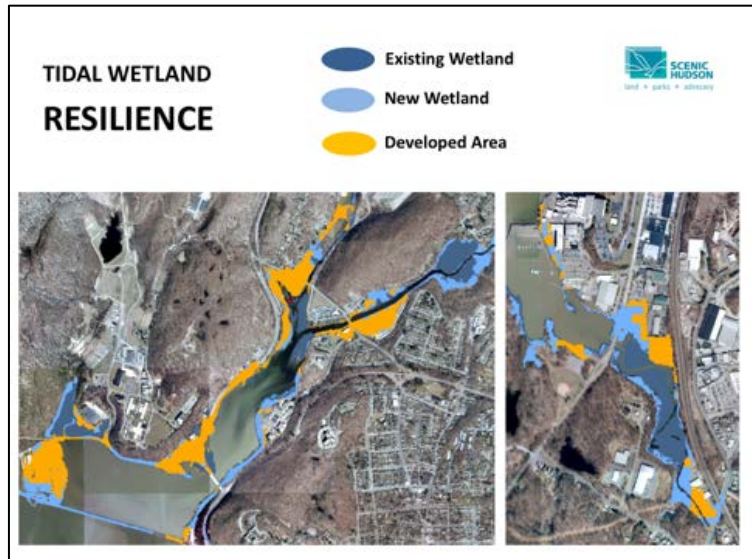 TIDAL WETLAND
RESILIENCE
Existing Wetland
New Wetland
Developed Area
SCENIC
HUDSON
land • parks • advocacy